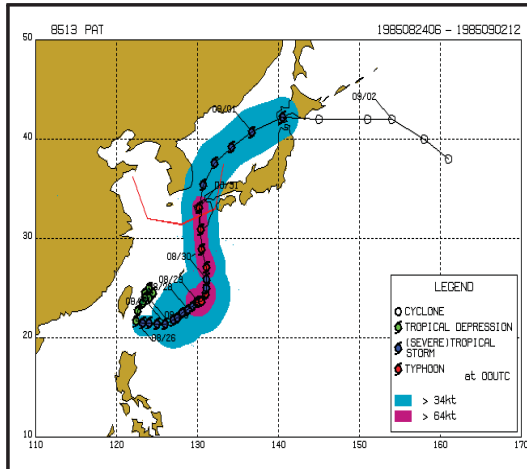 8513 PAT 1985082406 - 1985090212
50
40
30
20
10
110 120 130 140 150 160 170
09/01
09/02
08/31
08/30
08/29
08/28
08/26
LEGEND
CYCLONE
TROPICAL DEPRESSION
(SEVERE)TROPICAL
STORM
TYPHOON
at 00UTC
> 34kt
> 64kt